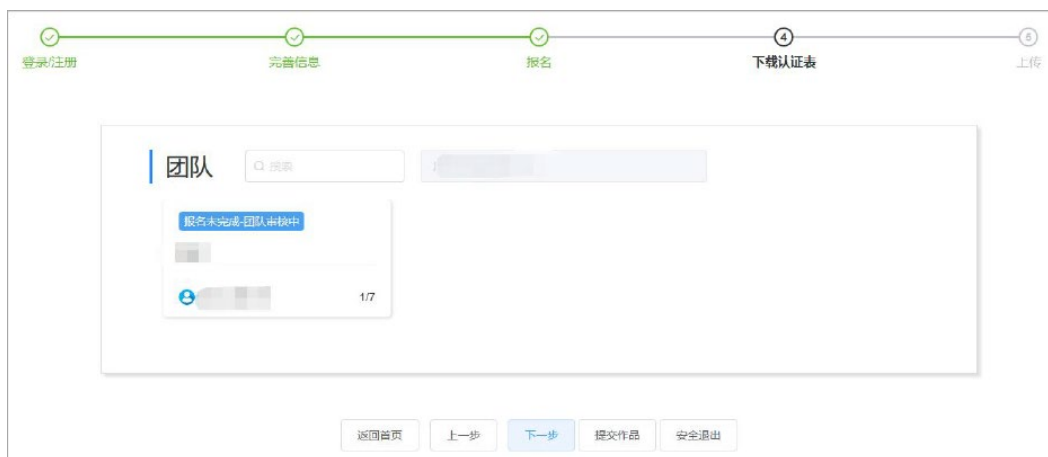 4 5
登录/注册 完善信息 报名 下载认证表 上传
团队 搜索
报名未完成-团队审核中
1/7
返回首页 上一步 下一步 提交作品 安全退出